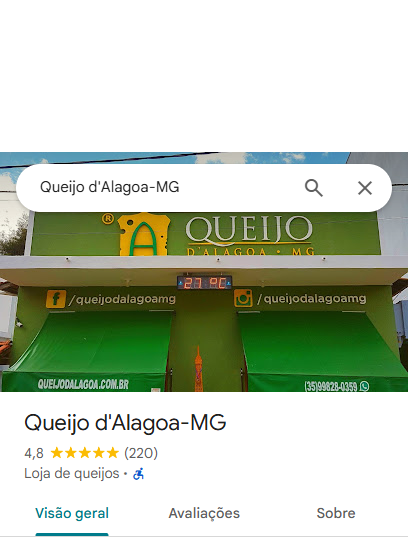 Queijo d'Alagoa-MG
®
A
QUEIJO
D'ALAGOA • MG
27 ºC
/queijodalagoamg
/queijodalagoamg
QUEIJODALAGOA.COM.BR
(35)99828-0359
Queijo d'Alagoa-MG
4,8 ★★★★★ (220)
Loja de queijos •
Visão geral Avaliações Sobre